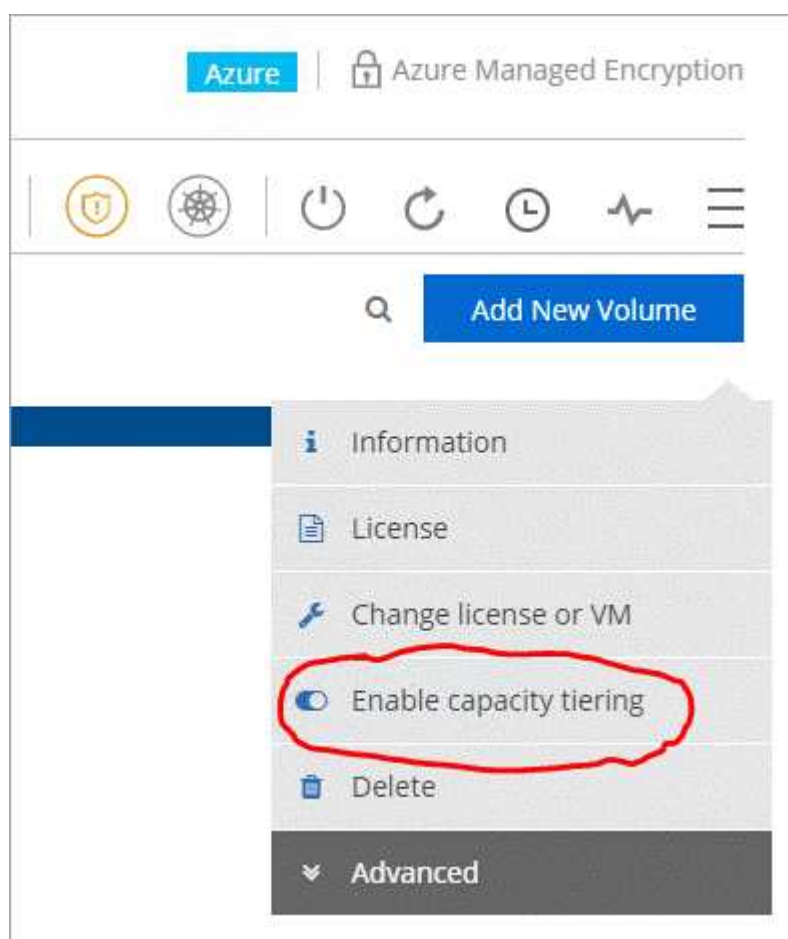 Azure
Azure Managed Encryption
Add New Volume
Information
License
Change license or VM
Enable capacity tiering
Delete
Advanced